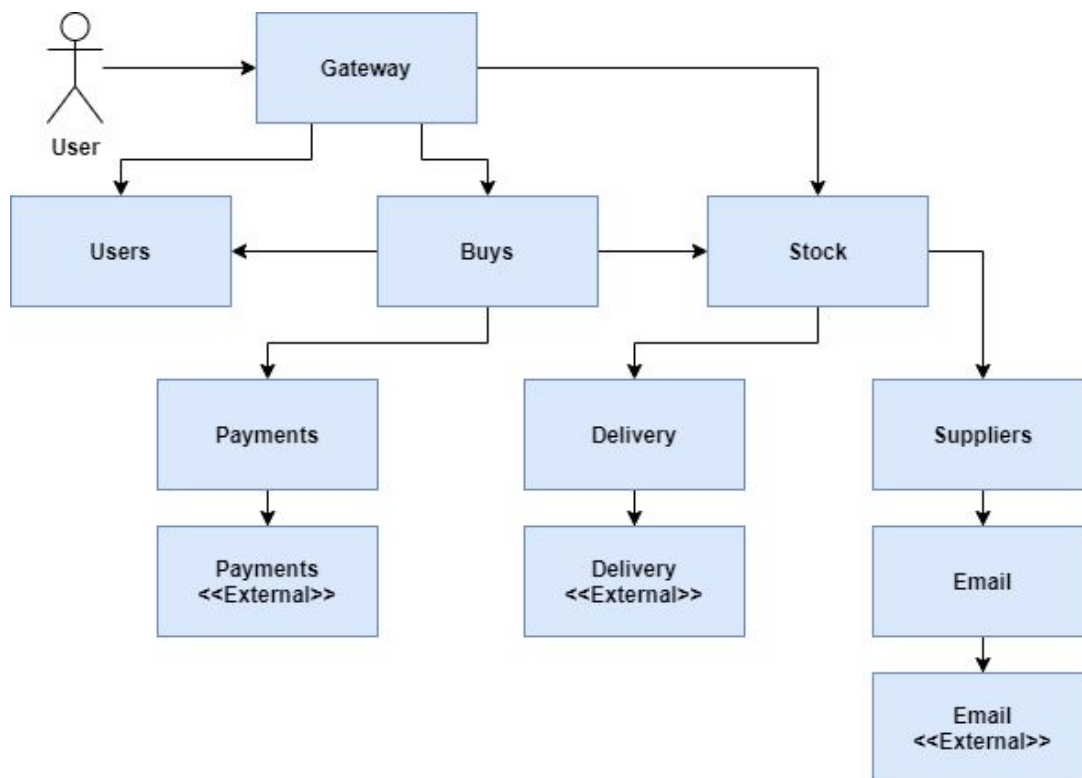 Gateway
User
Users
Buys
Stock
Payments
Delivery
Suppliers
Payments
<<External>>
Delivery
<<External>>
Email
Email
<<External>>